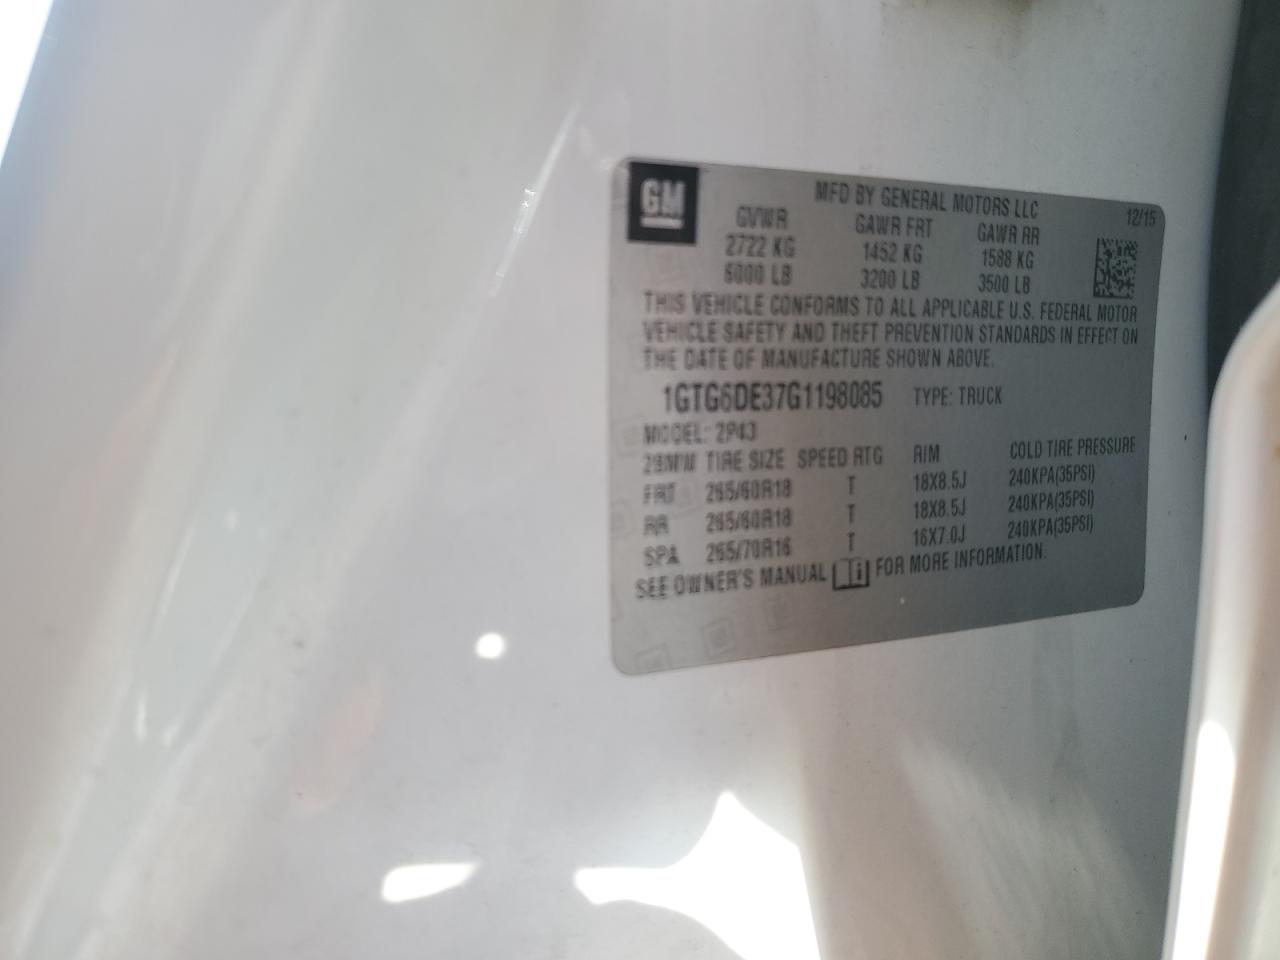 GM
MFD BY GENERAL MOTORS LLC 12/15
GVWR GAWR FRT GAWR RR
2722 KG 1452 KG 1588 KG
6000 LB 3200 LB 3500 LB
THIS VEHICLE CONFORMS TO ALL APPLICABLE U.S. FEDERAL MOTOR
VEHICLE SAFETY AND THEFT PREVENTION STANDARDS IN EFFECT ON
THE DATE OF MANUFACTURE SHOWN ABOVE.
1GTG6DE37G1198085 TYPE: TRUCK
MODEL: 2P43
TIRE SIZE SPEED RTG RIM COLD TIRE PRESSURE
FRT 265/60R18 T 18X8.5J 240KPA(35PSI)
RR 265/60R18 T 18X8.5J 240KPA(35PSI)
SPA 265/70R16 T 16X7.0J 240KPA(35PSI)
SEE OWNER'S MANUAL i FOR MORE INFORMATION.